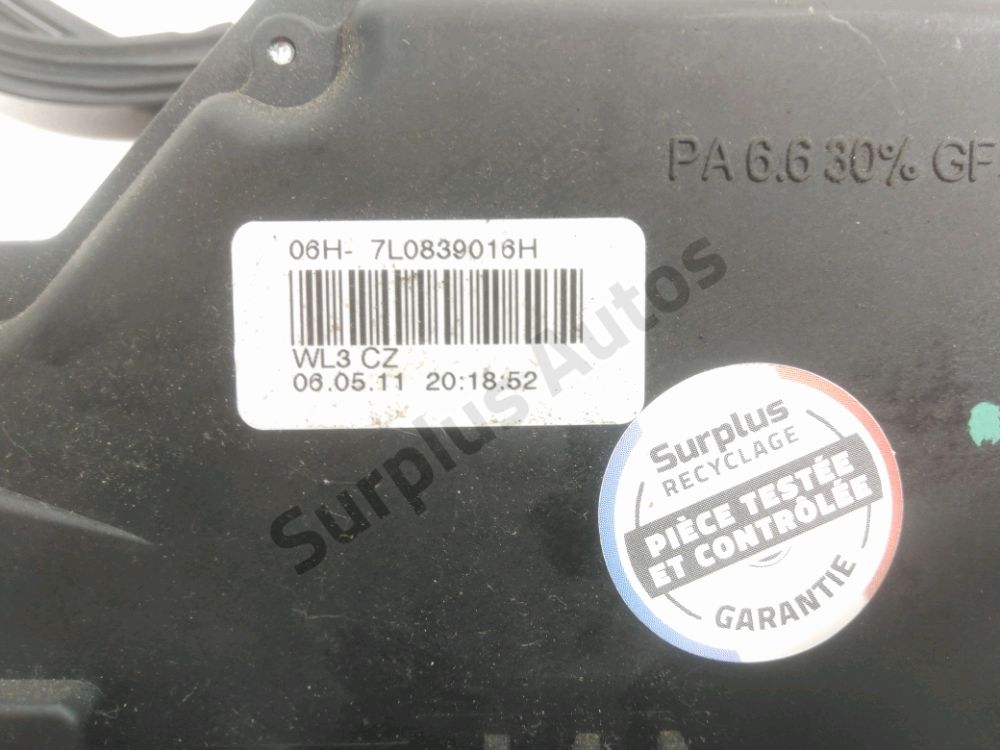 PA 6.6 30% GF
06H- 7L0839016H
WL3 CZ
06.05.11 20:18:52
Surplus Autos
Surplus
RECYCLAGE
PIÈCE TESTÉE
ET CONTRÔLÉE
GARANTIE